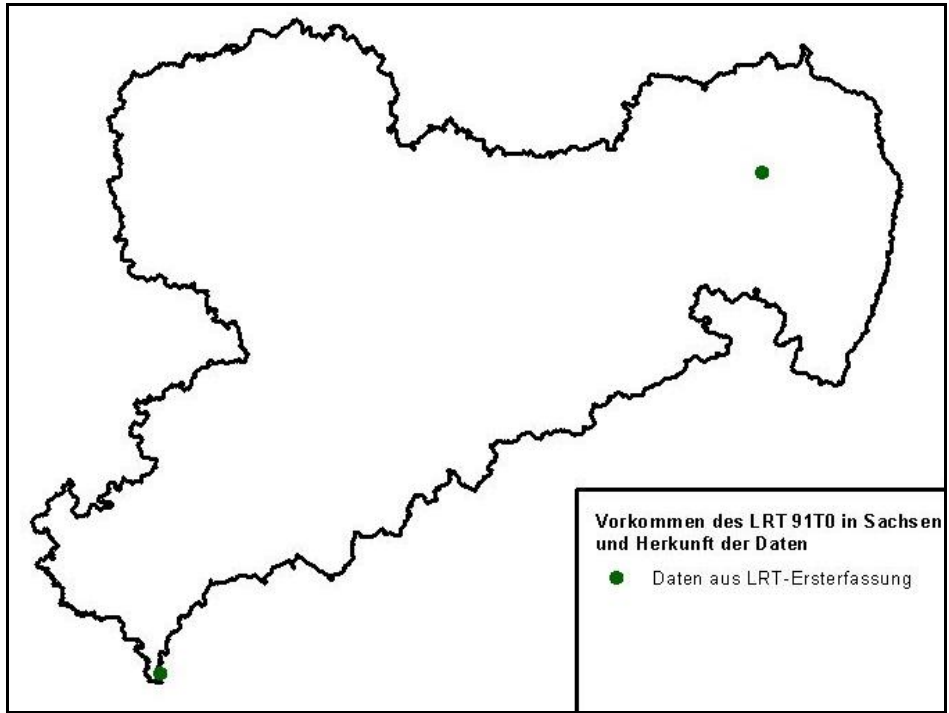 Vorkommen des LRT 91T0 in Sachsen
und Herkunft der Daten
Daten aus LRT-Ersterfassung